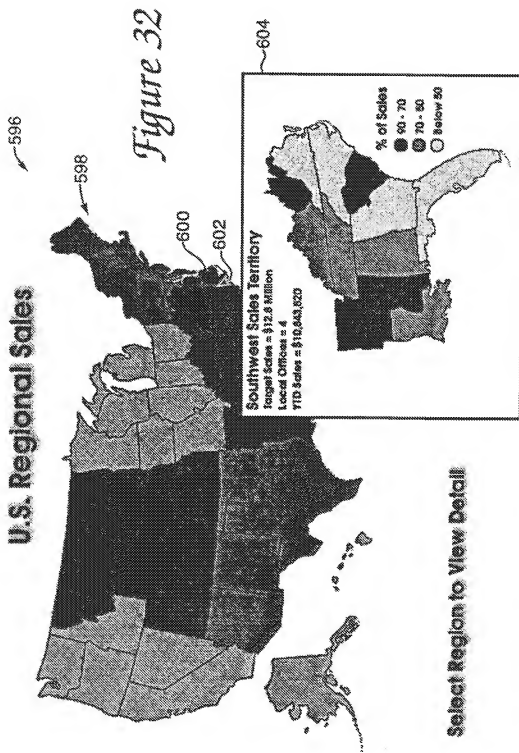 U.S. Regional Sales
596
598
Figure 32
600
602
604
Southwest Sales Territory
Target Sales = $12.8 Million
Local Offices = 4
YTD Sales = $10,843,520
% of Sales
90 - 70
70 - 50
Below 50
Select Region to View Detail